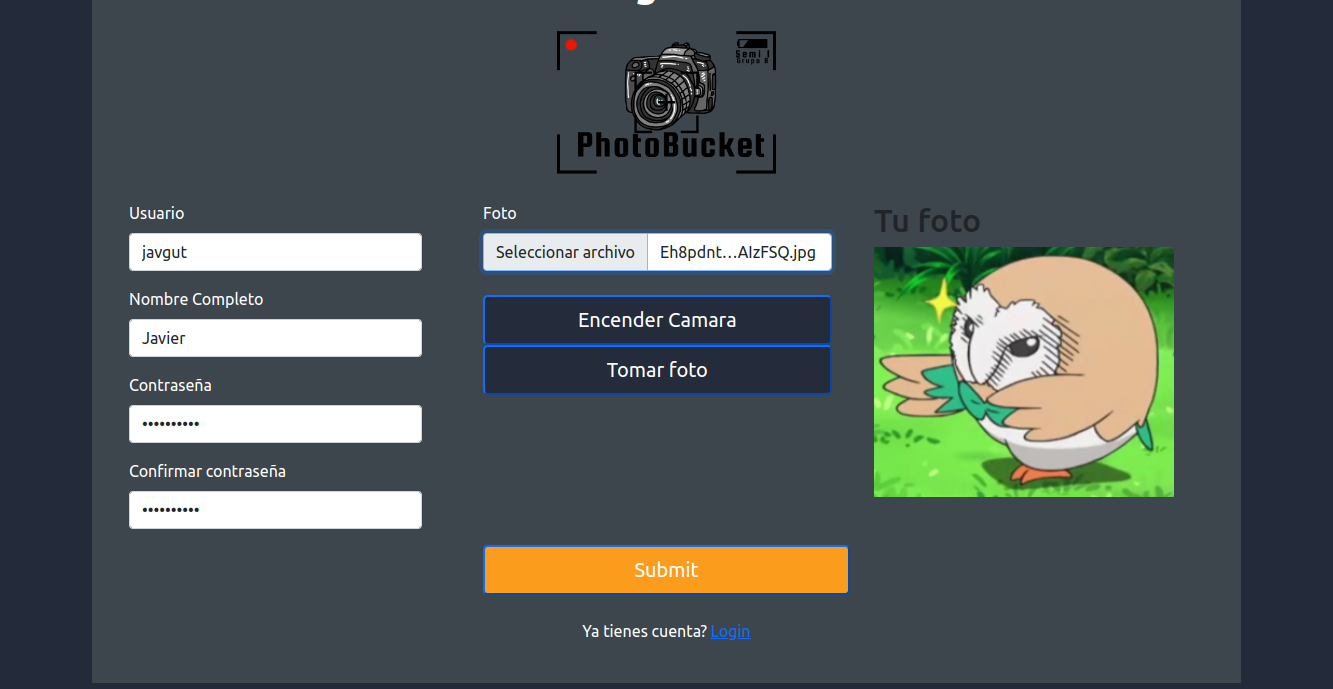 Semi 1
Grupo 8
PhotoBucket
Usuario
javgut
Nombre Completo
Javier
Contraseña
••••••••••
Confirmar contraseña
••••••••••
Foto
Seleccionar archivo Eh8pdnt…AIzFSQ.jpg
Encender Camara
Tomar foto
Tu foto
Submit
Ya tienes cuenta? Login